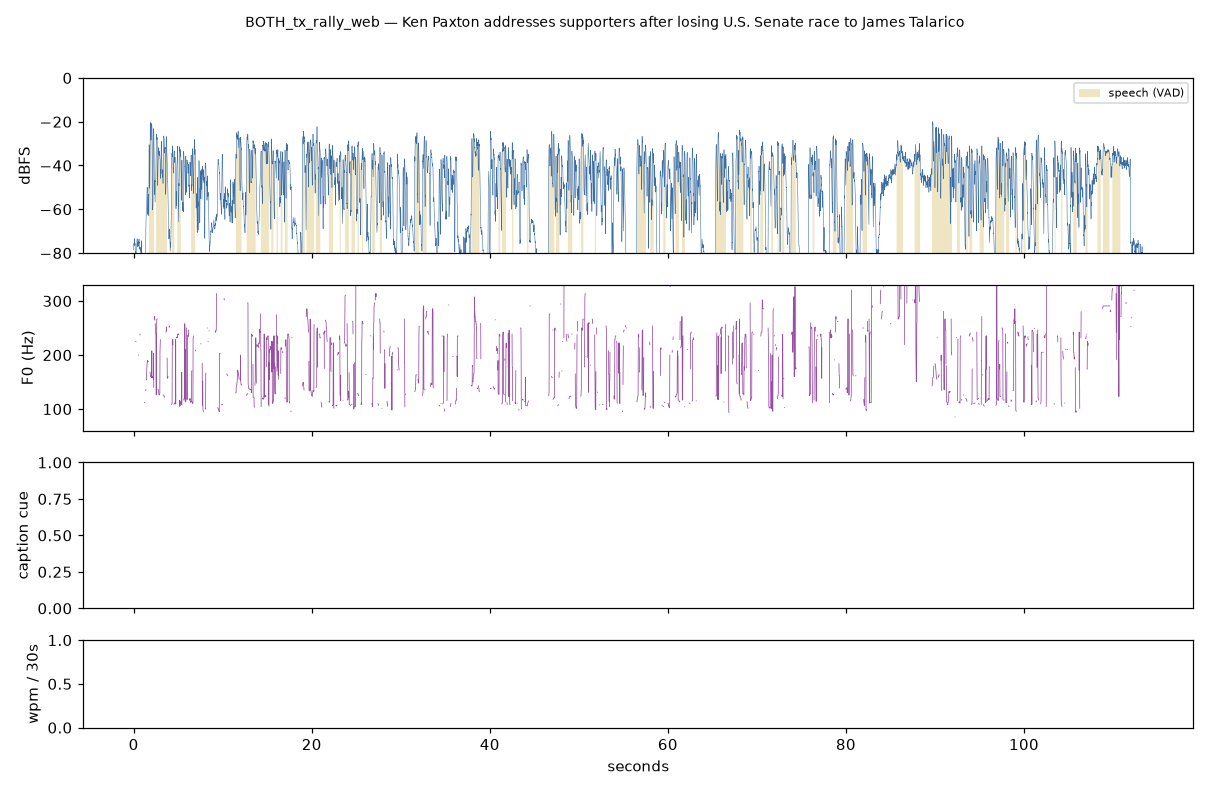 BOTH_tx_rally_web — Ken Paxton addresses supporters after losing U.S. Senate race to James Talarico
speech (VAD)
dBFS
0
−20
−40
−60
−80
F0 (Hz)
300
200
100
caption cue
1.00
0.75
0.50
0.25
0.00
wpm / 30s
1.0
0.5
0.0
0 20 40 60 80 100
seconds